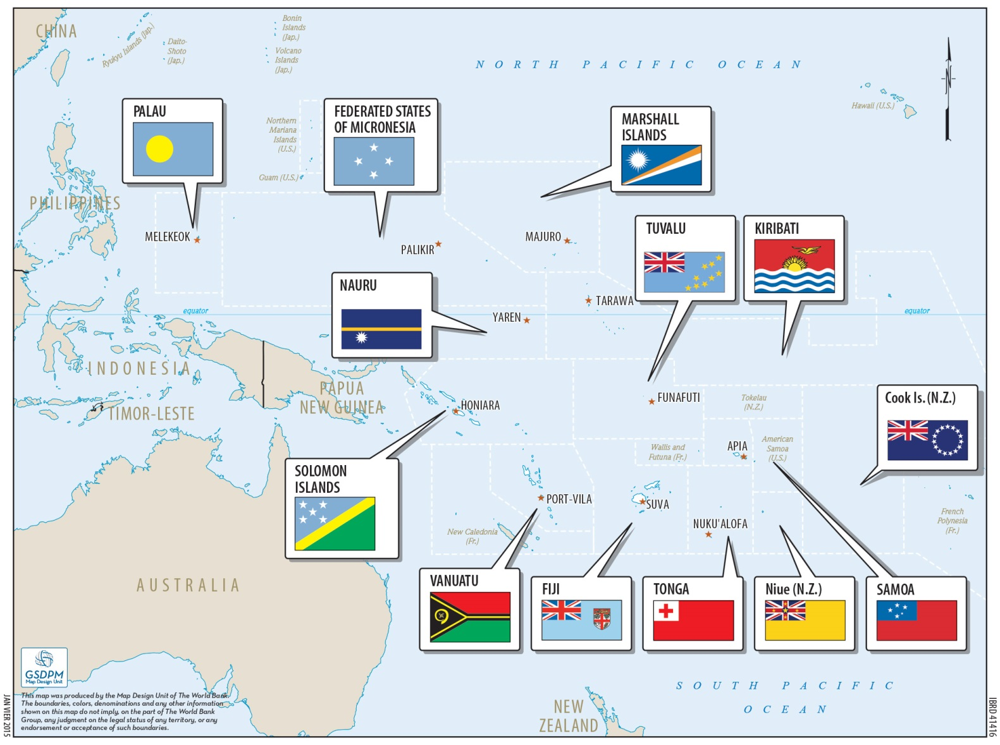 CHINA
Ryukyu Islands (Jap.)
Daito-
Shoto
(Jap.)
Bonin
Islands
(Jap.)
Volcano
Islands
(Jap.)
NORTH PACIFIC OCEAN
N
Hawaii (U.S.)
PALAU
Northern
Mariana
Islands
(U.S.)
Guam (U.S.)
FEDERATED STATES
OF MICRONESIA
MARSHALL
ISLANDS
PHILIPPINES
MELEKEOK
PALIKIR
MAJURO
TUVALU
KIRIBATI
NAURU
TARAWA
YAREN
equator
equator
INDONESIA
PAPUA
NEW GUINEA
TIMOR-LESTE
HONIARA
FUNAFUTI
Tokelau
(N.Z.)
Cook Is. (N.Z.)
Wallis and
Futuna (Fr.)
APIA
American
Samoa
(U.S.)
SOLOMON
ISLANDS
PORT-VILA
SUVA
NUKU'ALOFA
New Caledonia
(Fr.)
French
Polynesia
(Fr.)
AUSTRALIA
VANUATU
FIJI
TONGA
Niue (N.Z.)
SAMOA
GSDPM
Map Design Unit
This map was produced by the Map Design Unit of The World Bank.
The boundaries, colors, denominations and any other information
shown on this map do not imply, on the part of The World Bank
Group, any judgment on the legal status of any territory, or any
endorsement or acceptance of such boundaries.
NEW
ZEALAND
SOUTH PACIFIC
OCEAN
JANVIER 2015
IBRD 41416